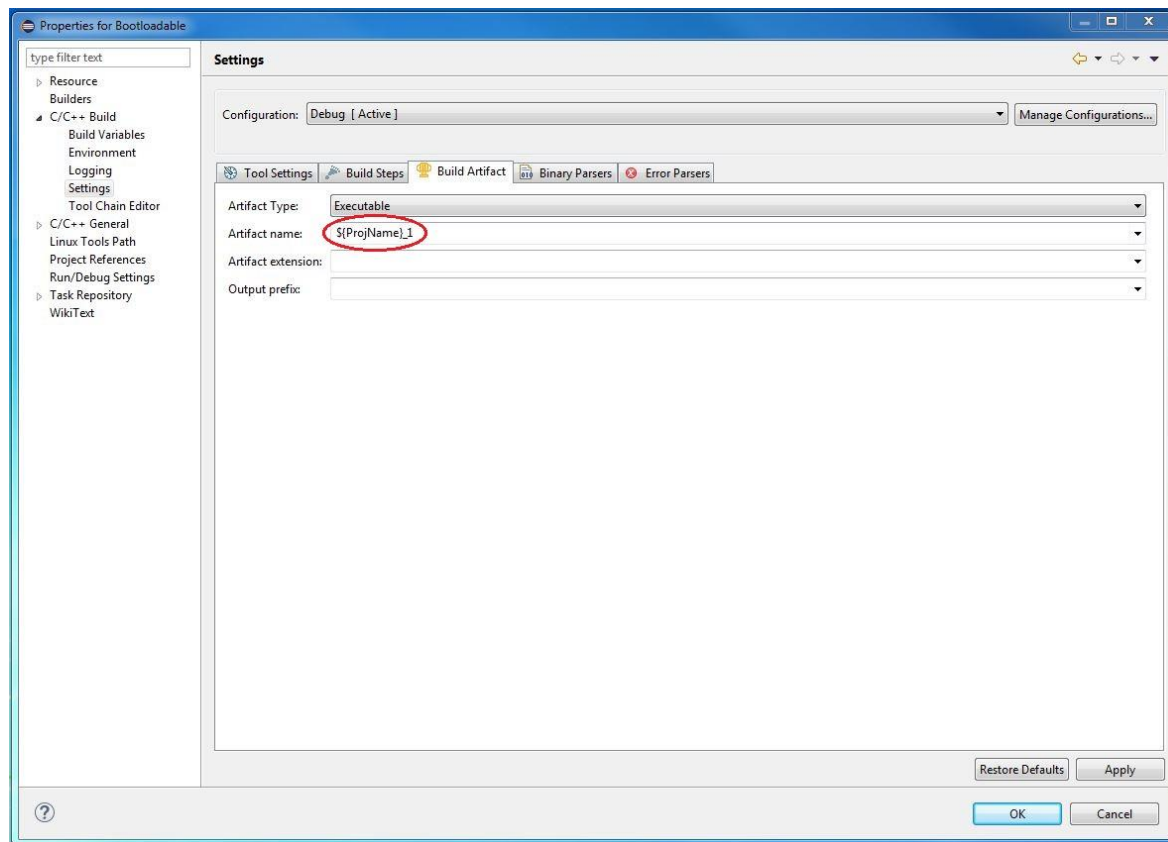 Properties for Bootloadable
type filter text
Resource
Builders
C/C++ Build
Build Variables
Environment
Logging
Settings
Tool Chain Editor
C/C++ General
Linux Tools Path
Project References
Run/Debug Settings
Task Repository
WikiText
Settings
Configuration: Debug [ Active ] Manage Configurations...
Tool Settings Build Steps Build Artifact Binary Parsers Error Parsers
Artifact Type: Executable
Artifact name: ${ProjName}_1
Artifact extension:
Output prefix:
Restore Defaults Apply
OK Cancel